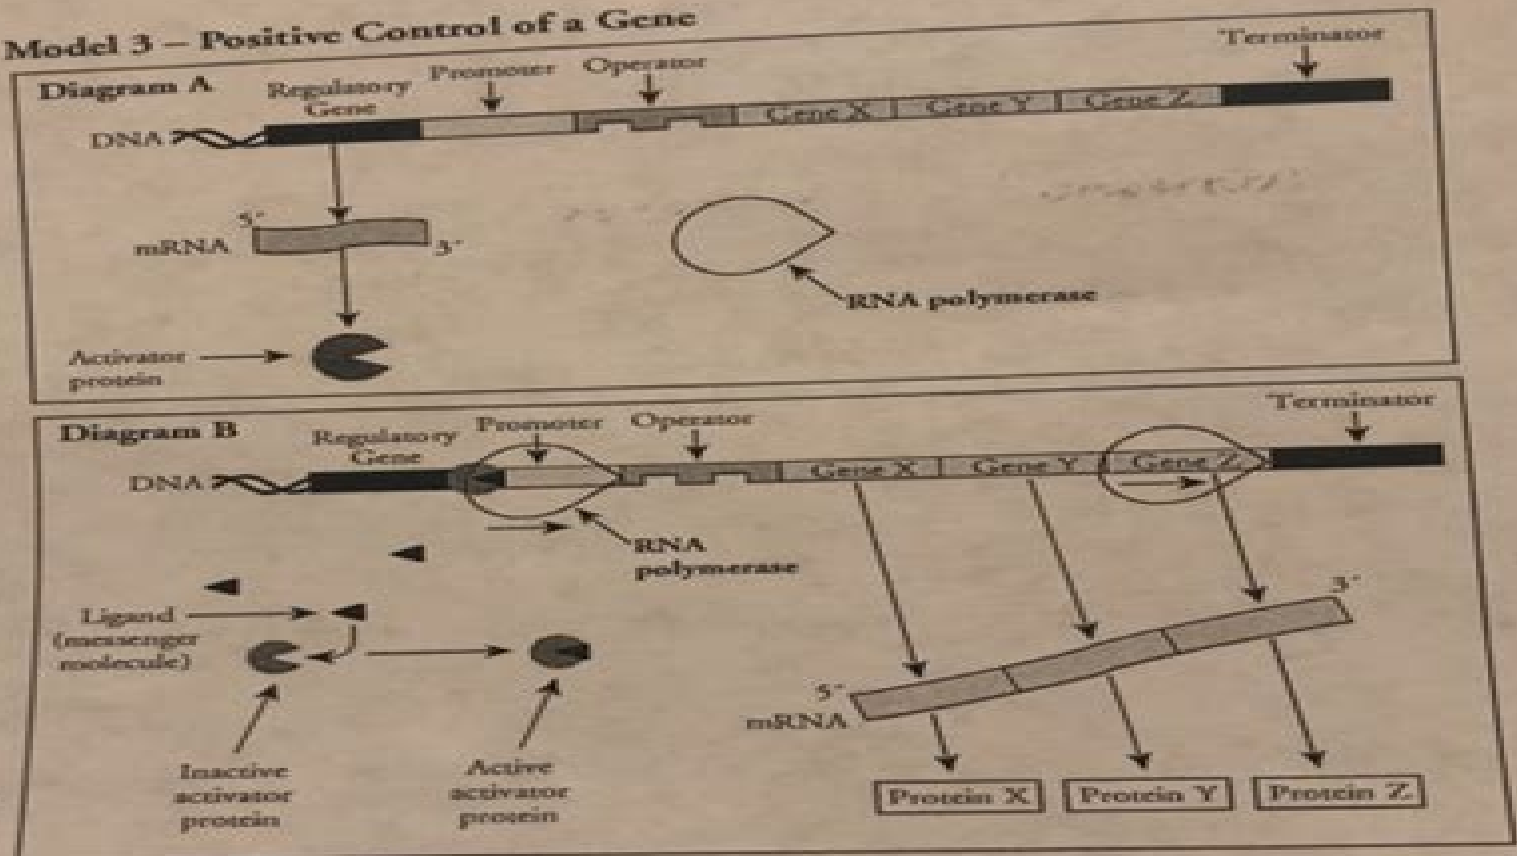 Model 3 – Positive Control of a Gene
Diagram A
Regulatory
Gene
Promoter
Operator
Terminator
DNA
Gene X
Gene Y
Gene Z
5'
mRNA
3'
RNA polymerase
Activator
protein
Diagram B
Regulatory
Gene
Promoter
Operator
Terminator
DNA
Gene X
Gene Y
Gene Z
RNA
polymerase
Ligand
(messenger
molecule)
3'
5'
mRNA
Inactive
activator
protein
Active
activator
protein
Protein X
Protein Y
Protein Z